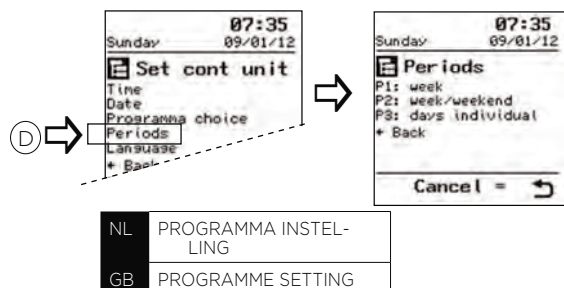 07:35
Sunday 09/01/12
Set cont unit
Time
Date
Programma choice
Periods
Language
← Back
D
07:35
Sunday 09/01/12
Periods
P1: week
P2: week/weekend
P3: days individual
← Back
Cancel =
NL PROGRAMMA INSTEL-
LING
GB PROGRAMME SETTING